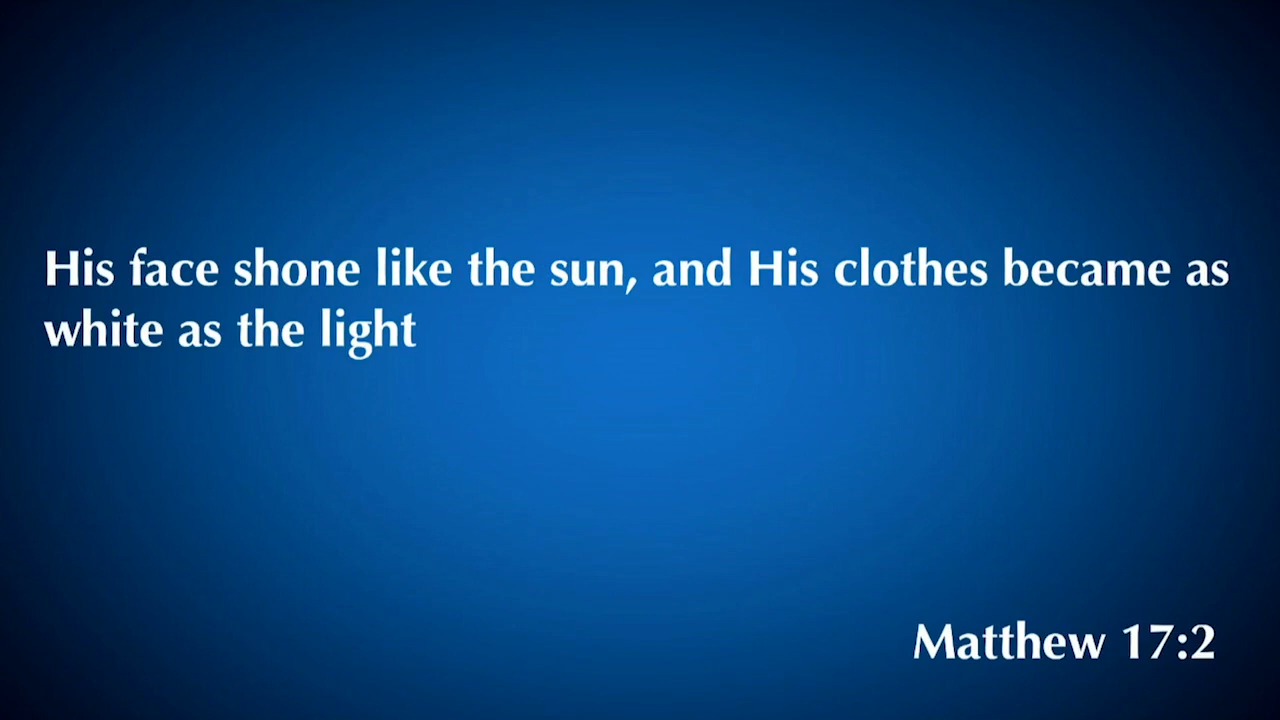 His face shone like the sun, and His clothes became as
white as the light
Matthew 17:2